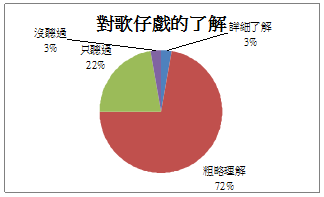 對歌仔戲的了解
詳細了解
3%
粗略理解
72%
只聽過
22%
沒聽過
3%